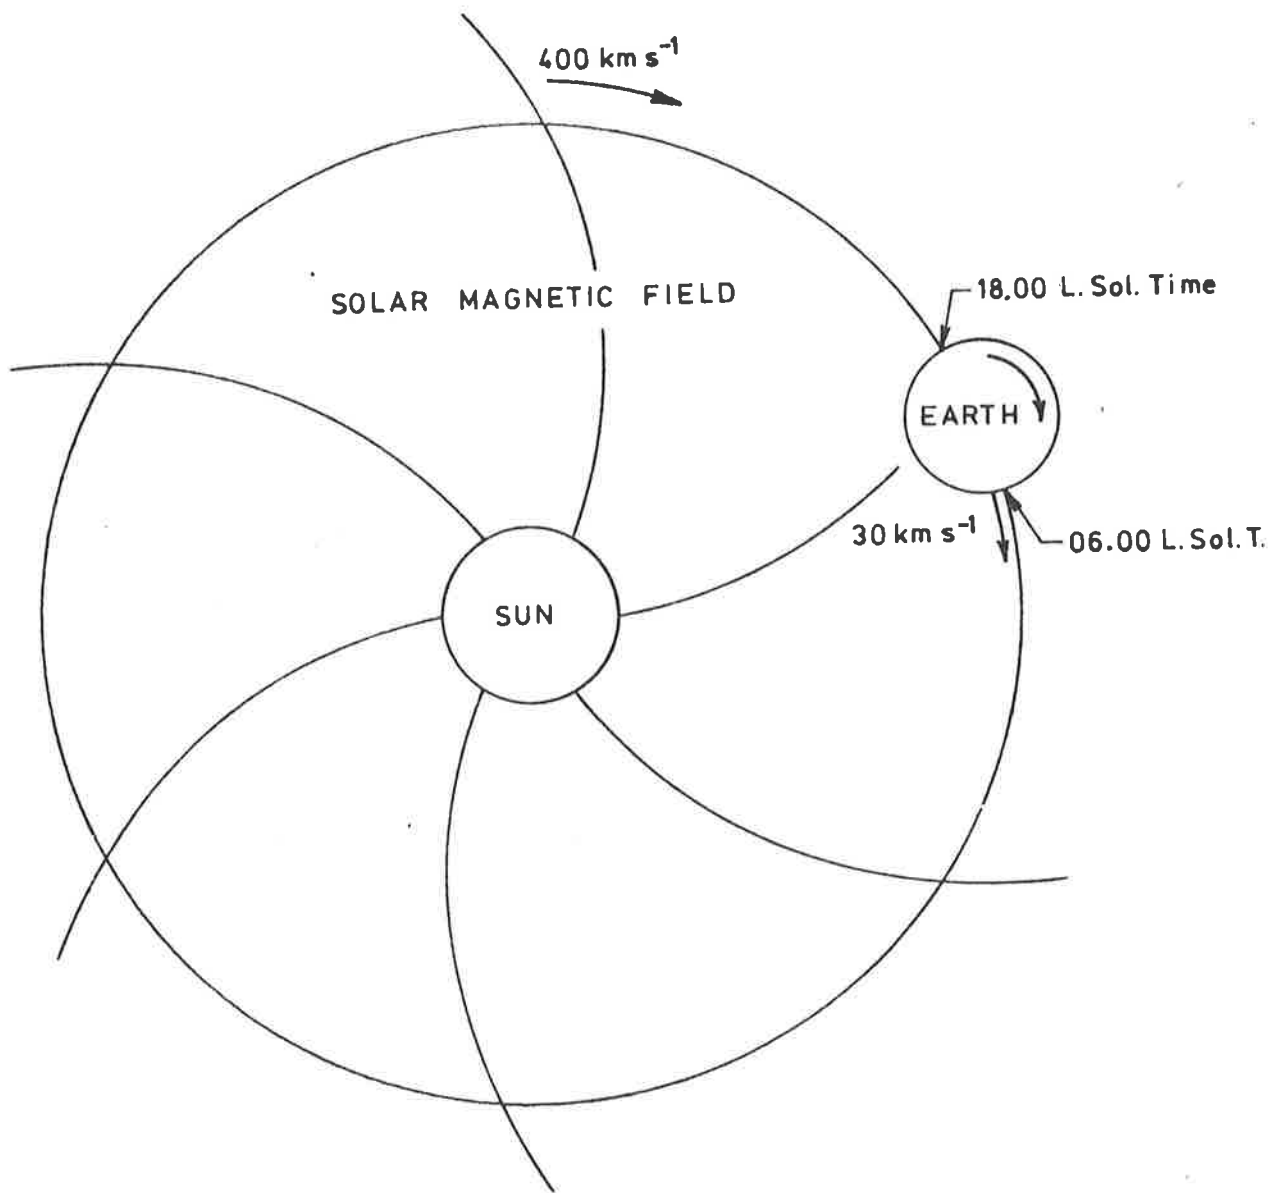 400 km s⁻¹
SOLAR MAGNETIC FIELD
18.00 L. Sol. Time
EARTH
30 km s⁻¹
06.00 L. Sol. T.
SUN